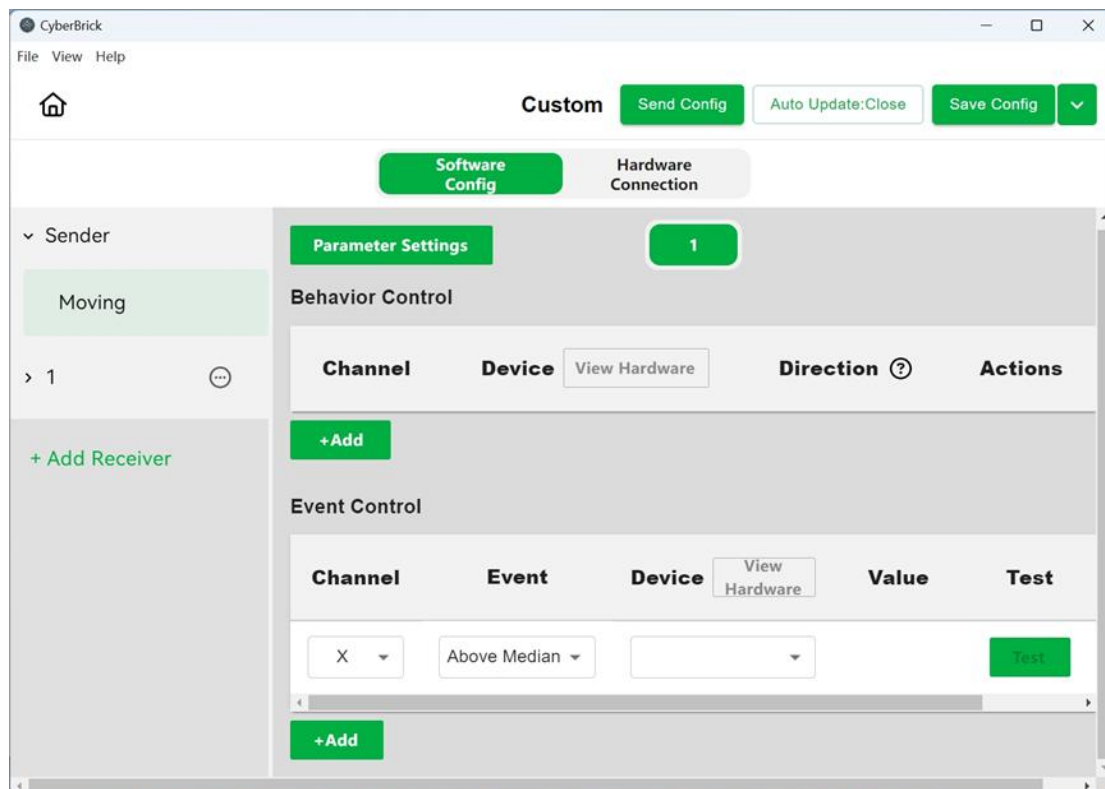 CyberBrick
File View Help
Custom Send Config Auto Update:Close Save Config
Software Config Hardware Connection
Sender
Moving
1
+ Add Receiver
Parameter Settings 1
Behavior Control
Channel Device View Hardware Direction ? Actions
+Add
Event Control
Channel Event Device View Hardware Value Test
X Above Median Test
+Add